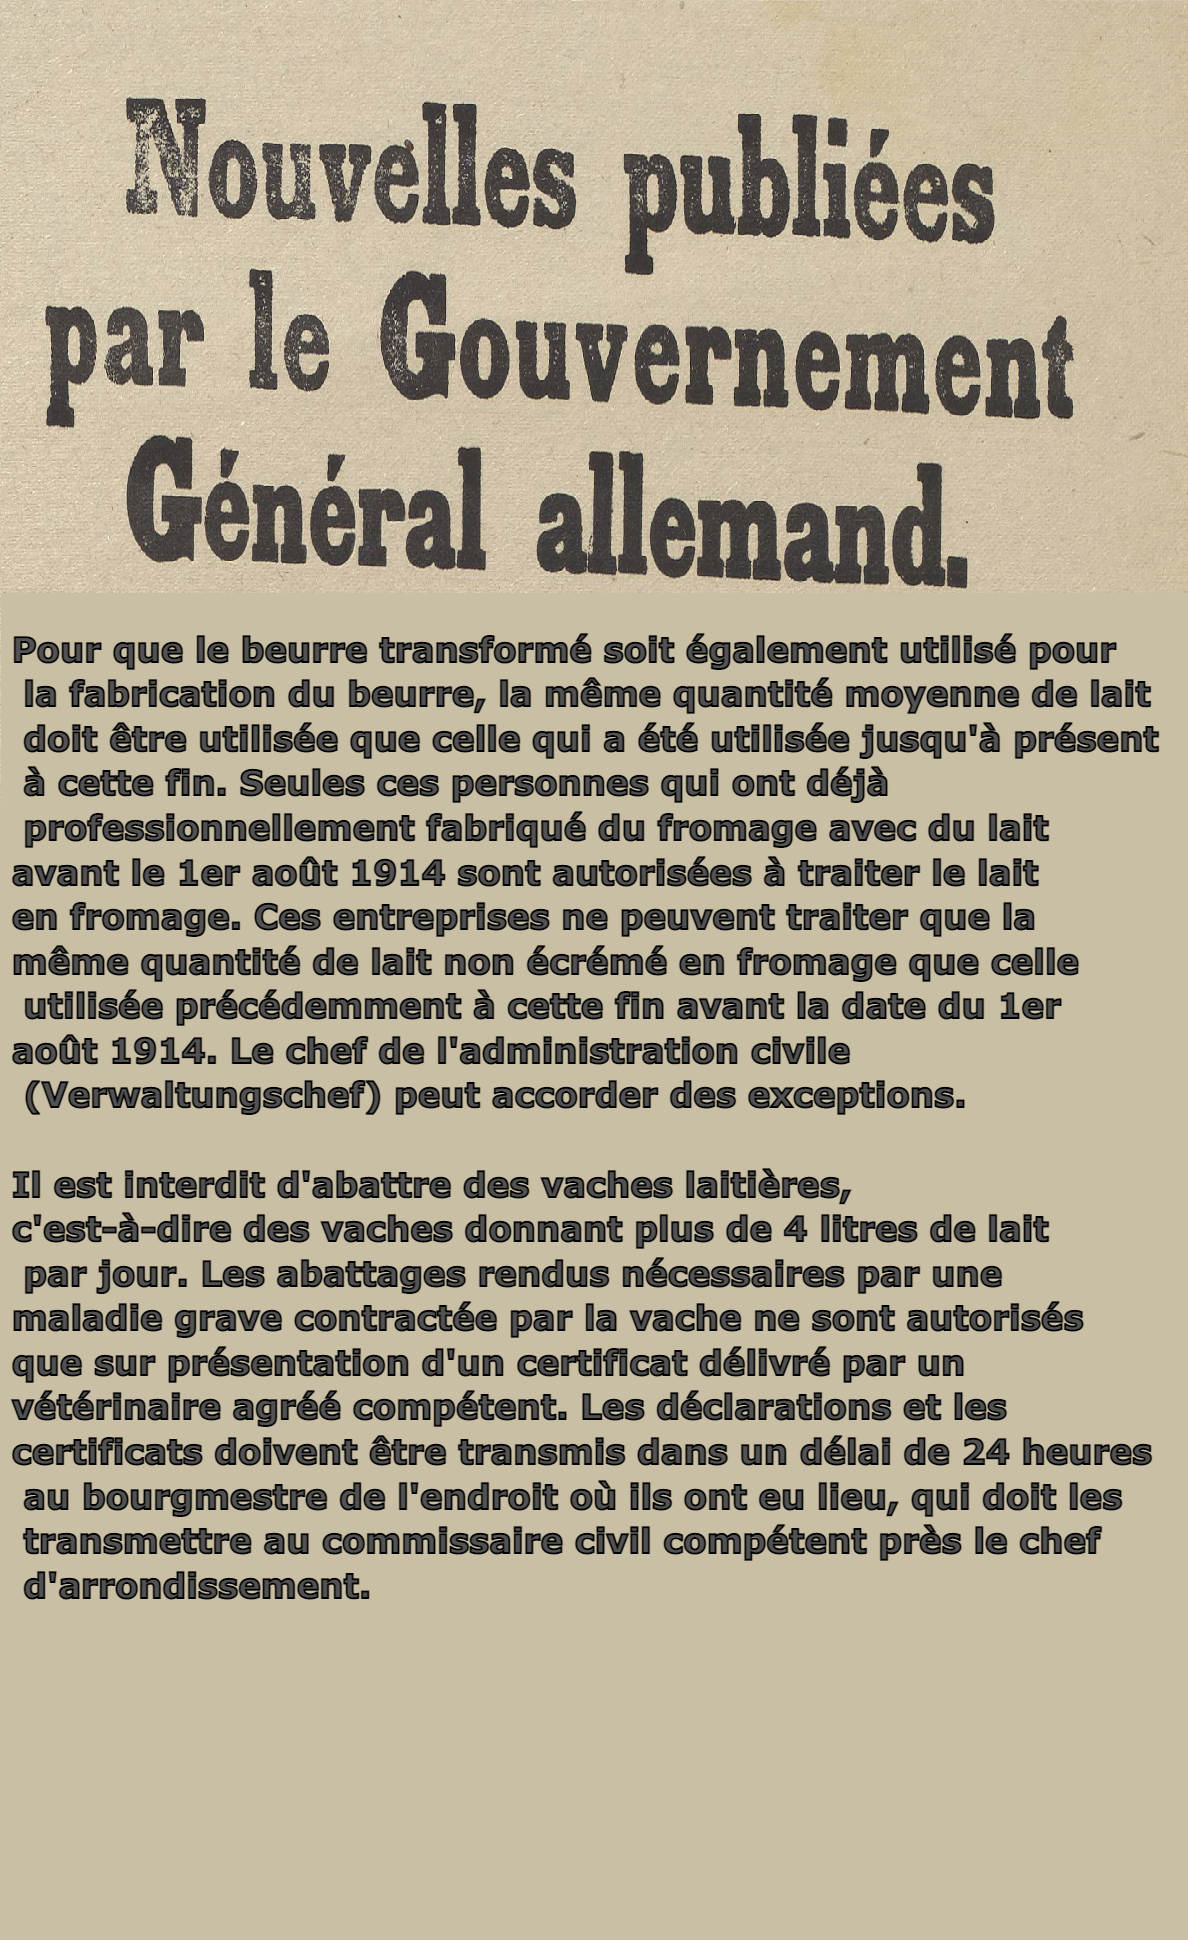 Nouvelles publiées
par le Gouvernement
Général allemand.
Pour que le beurre transformé soit également utilisé pour
la fabrication du beurre, la même quantité moyenne de lait
doit être utilisée que celle qui a été utilisée jusqu'à présent
à cette fin. Seules ces personnes qui ont déjà
professionnellement fabriqué du fromage avec du lait
avant le 1er août 1914 sont autorisées à traiter le lait
en fromage. Ces entreprises ne peuvent traiter que la
même quantité de lait non écrémé en fromage que celle
utilisée précédemment à cette fin avant la date du 1er
août 1914. Le chef de l'administration civile
(Verwaltungschef) peut accorder des exceptions.
Il est interdit d'abattre des vaches laitières,
c'est-à-dire des vaches donnant plus de 4 litres de lait
par jour. Les abattages rendus nécessaires par une
maladie grave contractée par la vache ne sont autorisés
que sur présentation d'un certificat délivré par un
vétérinaire agréé compétent. Les déclarations et les
certificats doivent être transmis dans un délai de 24 heures
au bourgmestre de l'endroit où ils ont eu lieu, qui doit les
transmettre au commissaire civil compétent près le chef
d'arrondissement.